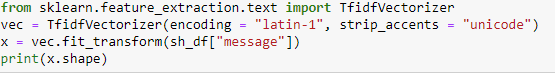 from sklearn.feature_extraction.text import TfidfVectorizer
vec = TfidfVectorizer(encoding = "latin-1", strip_accents = "unicode")
x = vec.fit_transform(sh_df["message"])
print(x.shape)